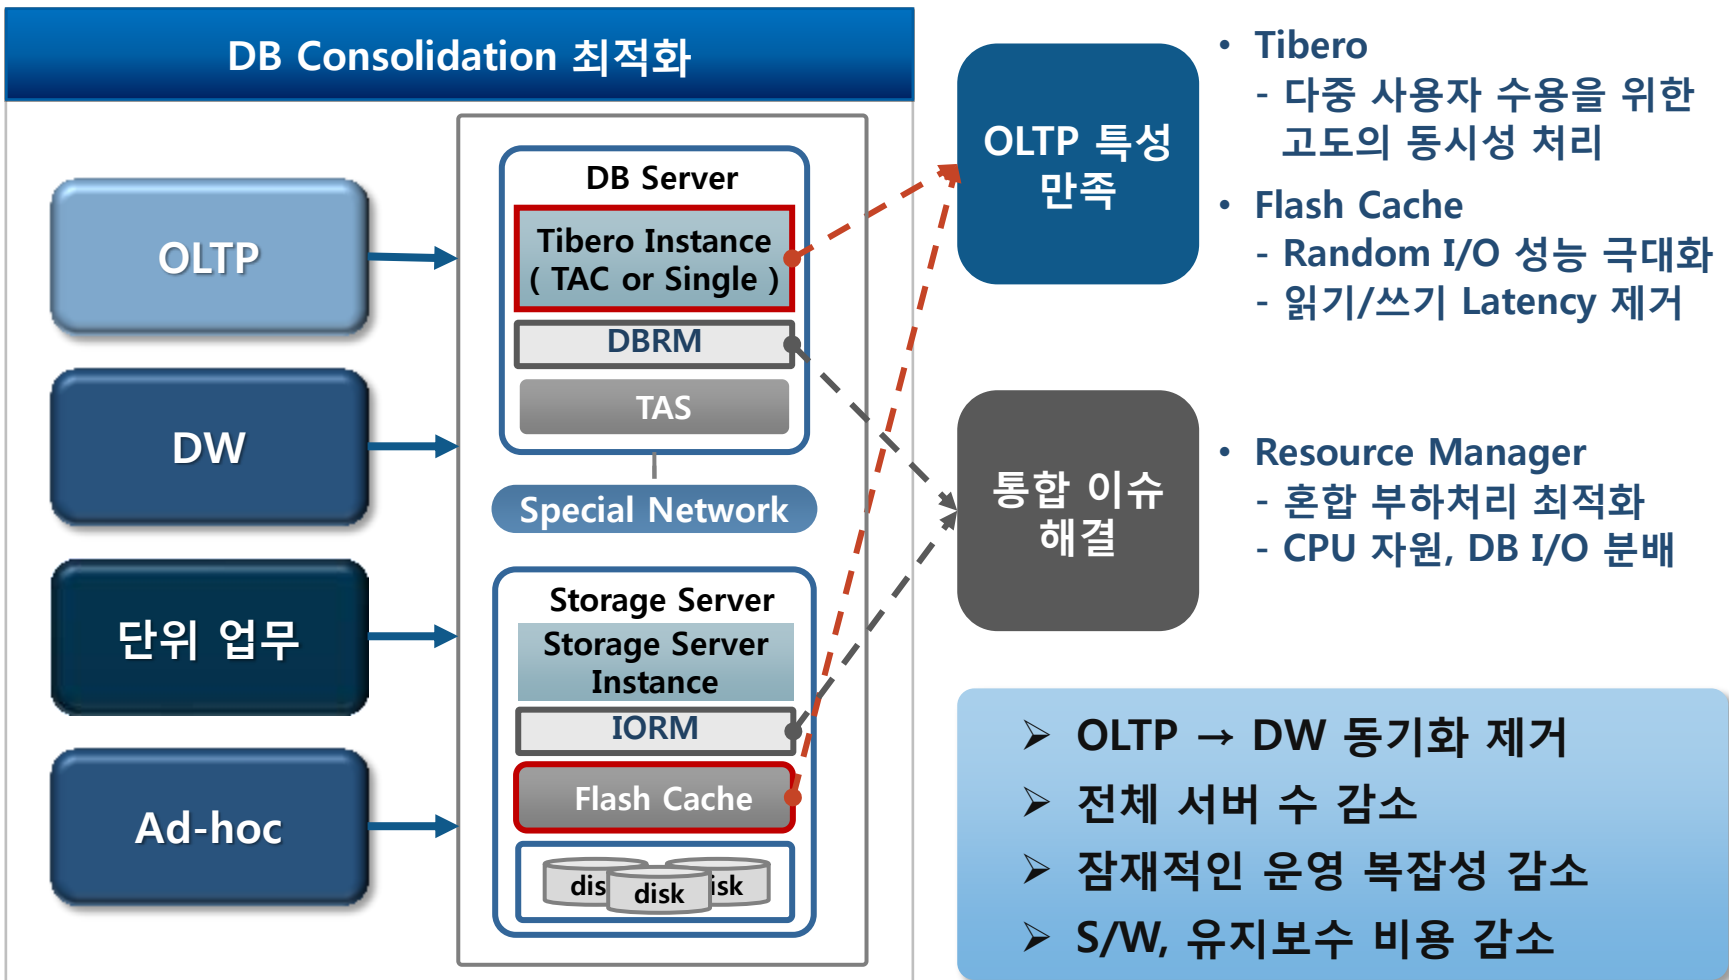 DB Consolidation 최적화
OLTP
DW
단위 업무
Ad-hoc
DB Server
Tibero Instance
( TAC or Single )
DBRM
TAS
Special Network
Storage Server
Storage Server
Instance
IORM
Flash Cache
disk
disk
disk
OLTP 특성
만족
• Tibero
- 다중 사용자 수용을 위한
고도의 동시성 처리
• Flash Cache
- Random I/O 성능 극대화
- 읽기/쓰기 Latency 제거
통합 이슈
해결
• Resource Manager
- 혼합 부하처리 최적화
- CPU 자원, DB I/O 분배
➢ OLTP → DW 동기화 제거
➢ 전체 서버 수 감소
➢ 잠재적인 운영 복잡성 감소
➢ S/W, 유지보수 비용 감소